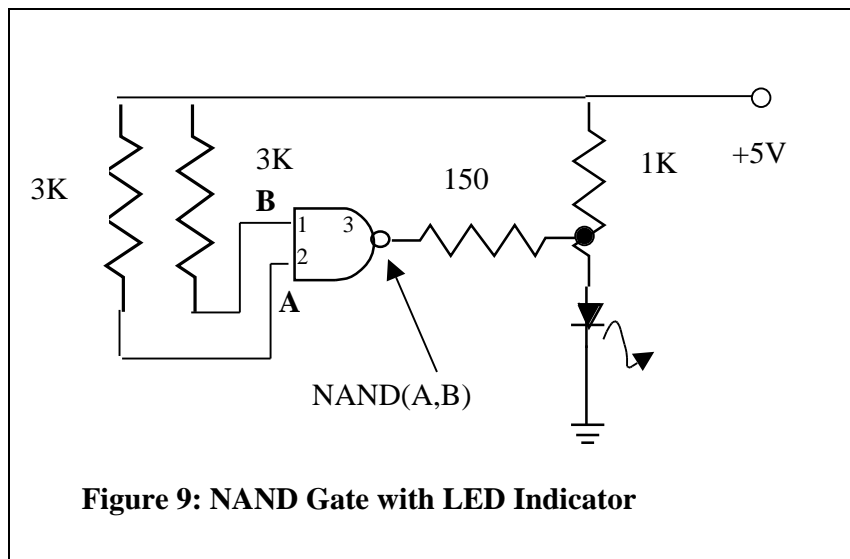 3K
3K
B
1
2
3
A
150
1K
+5V
NAND(A,B)
Figure 9: NAND Gate with LED Indicator